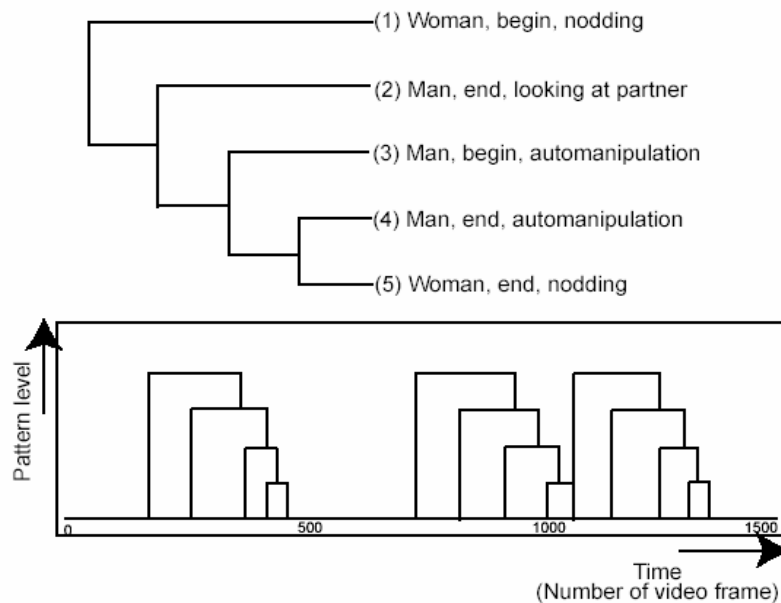 (1) Woman, begin, nodding
(2) Man, end, looking at partner
(3) Man, begin, automanipulation
(4) Man, end, automanipulation
(5) Woman, end, nodding
Pattern level
0 500 1000 1500
Time
(Number of video frame)